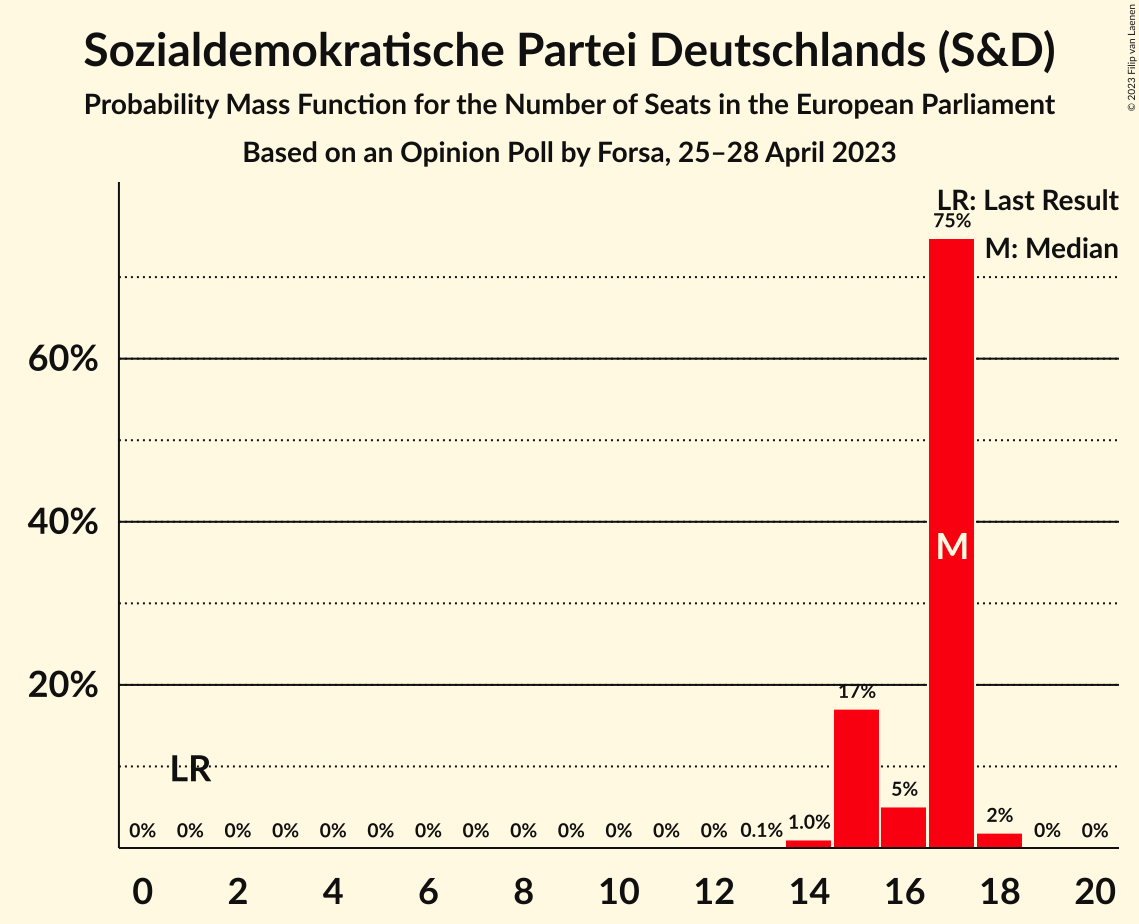 Sozialdemokratische Partei Deutschlands (S&D)
Probability Mass Function for the Number of Seats in the European Parliament
Based on an Opinion Poll by Forsa, 25–28 April 2023
© 2023 Filip van Laenen
LR: Last Result
75%
M: Median
60%
40%
M
20%
17%
LR
5%
0% 0% 0% 0% 0% 0% 0% 0% 0% 0% 0% 0% 0% 0.1% 1.0% 2% 0% 0%
0 2 4 6 8 10 12 14 16 18 20